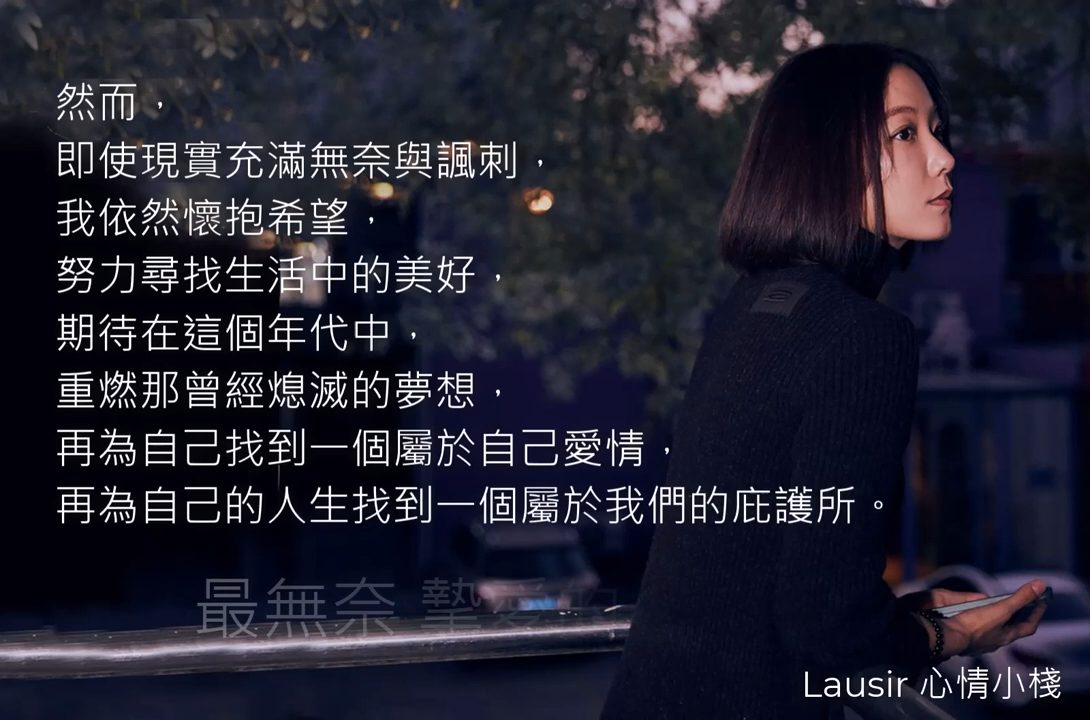 然而，
即使現實充滿無奈與諷刺，
我依然懷抱希望，
努力尋找生活中的美好，
期待在這個年代中，
重燃那曾經熄滅的夢想，
再為自己找到一個屬於自己愛情，
再為自己的人生找到一個屬於我們的庇護所。
最無奈 摯愛
Lausir 心情小棧